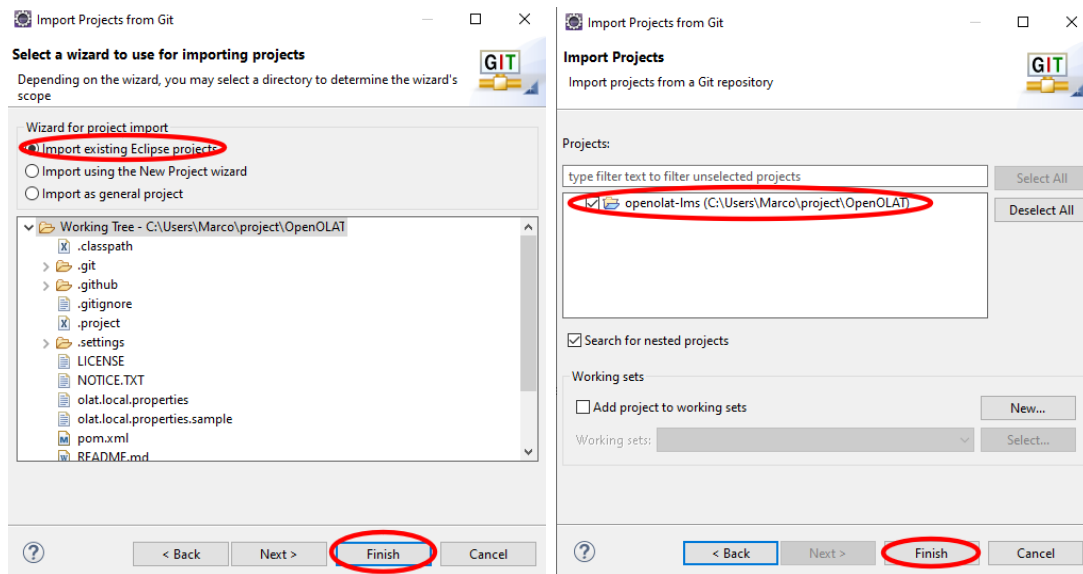 Import Projects from Git
Select a wizard to use for importing projects
GIT
Depending on the wizard, you may select a directory to determine the wizard's
scope
Wizard for project import
Import existing Eclipse projects
Import using the New Project wizard
Import as general project
Working Tree - C:\Users\Marco\project\OpenOLAT
.classpath
.git
.github
.gitignore
.project
.settings
LICENSE
NOTICE.TXT
olat.local.properties
olat.local.properties.sample
pom.xml
README.md
?
< Back
Next >
Finish
Cancel
Import Projects from Git
Import Projects
GIT
Import projects from a Git repository
Projects:
type filter text to filter unselected projects
Select All
openolat-lms (C:\Users\Marco\project\OpenOLAT)
Deselect All
Search for nested projects
Working sets
Add project to working sets
New...
Working sets:
Select...
?
< Back
Next >
Finish
Cancel